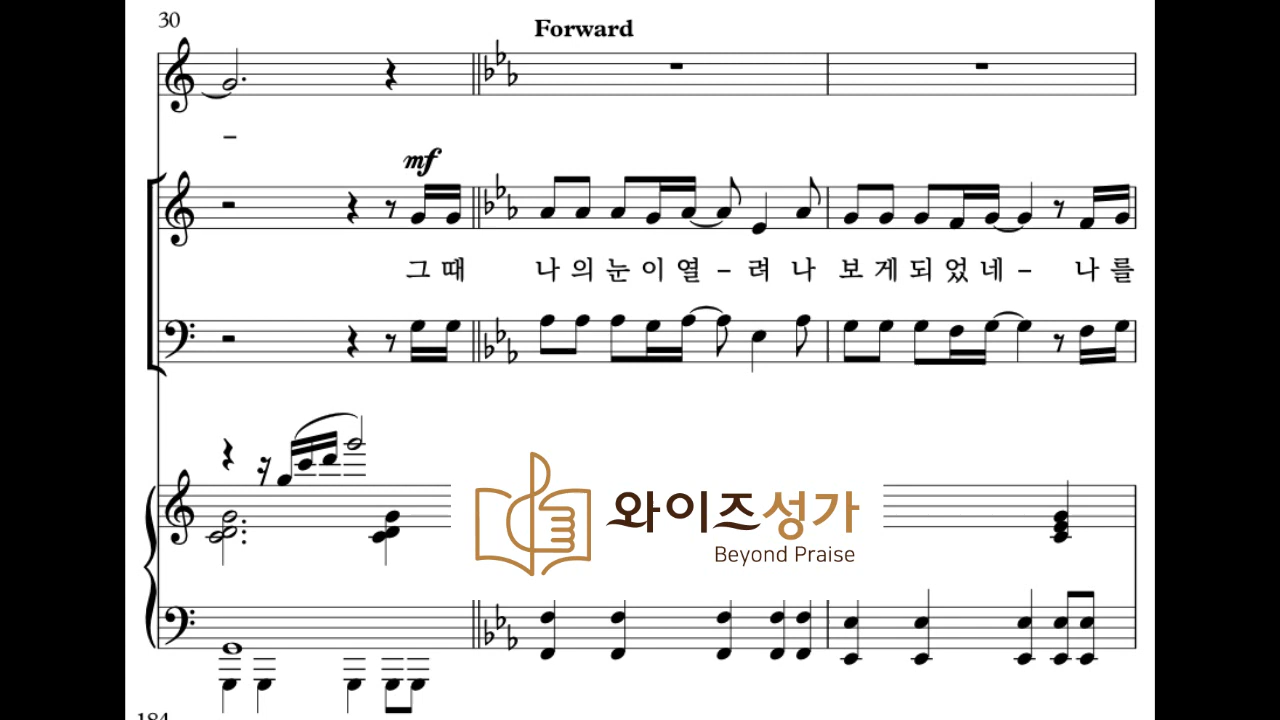 30
Forward
–
mf
그 때 나 의 눈 이 열 – 려 나 보 게 되 었 네 – 나 를
와이즈성가
Beyond Praise
184